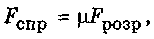 Fспр = μFрозр,